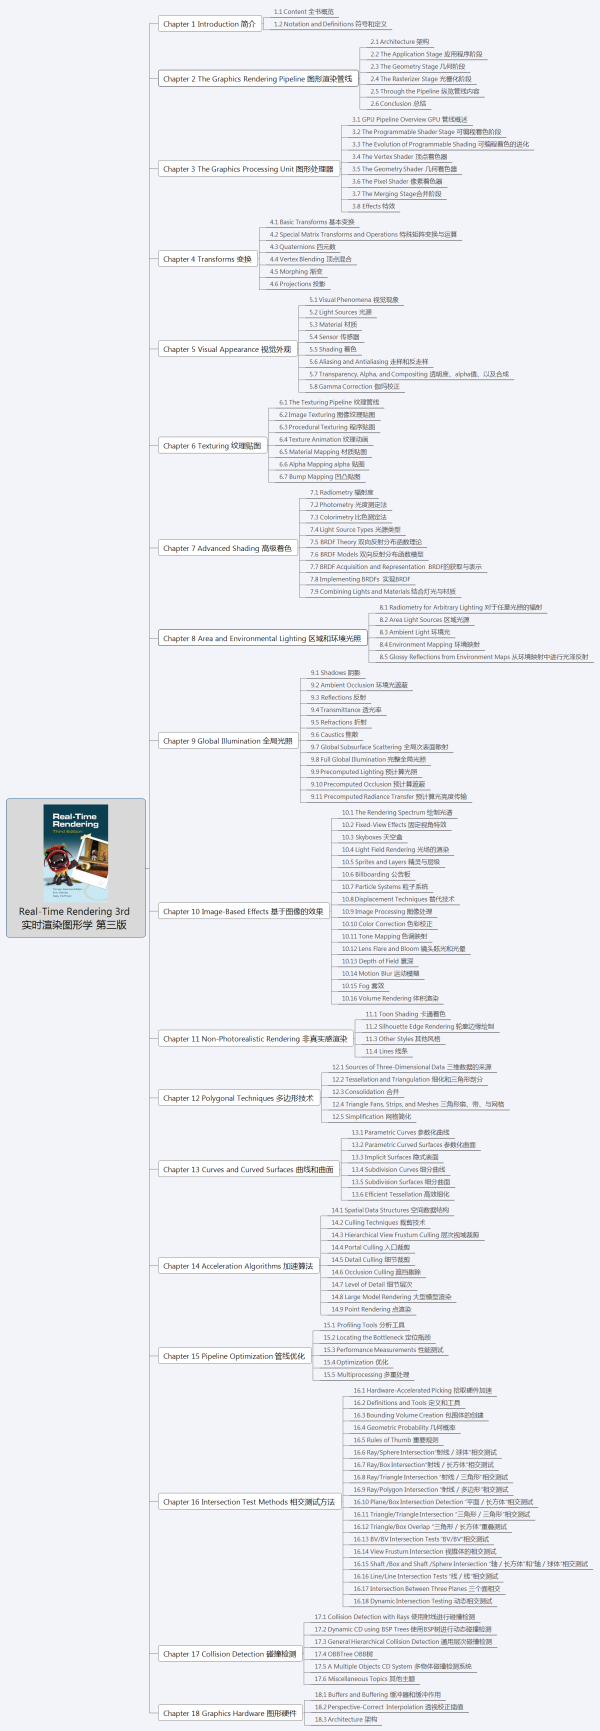 Chapter 1 Introduction 简介
1.1 Content 全书概览
1.2 Notation and Definitions 符号和定义
Chapter 2 The Graphics Rendering Pipeline 图形渲染管线
2.1 Architecture 架构
2.2 The Application Stage 应用程序阶段
2.3 The Geometry Stage 几何阶段
2.4 The Rasterizer Stage 光栅化阶段
2.5 Through the Pipeline 纵览管线内容
2.6 Conclusion 总结
Chapter 3 The Graphics Processing Unit 图形处理器
3.1 GPU Pipeline Overview GPU 管线概述
3.2 The Programmable Shader Stage 可编程着色阶段
3.3 The Evolution of Programmable Shading 可编程着色的进化
3.4 The Vertex Shader 顶点着色器
3.5 The Geometry Shader 几何着色器
3.6 The Pixel Shader 像素着色器
3.7 The Merging Stage合并阶段
3.8 Effects 特效
Chapter 4 Transforms 变换
4.1 Basic Transforms 基本变换
4.2 Special Matrix Transforms and Operations 特殊矩阵变换与运算
4.3 Quaternions 四元数
4.4 Vertex Blending 顶点混合
4.5 Morphing 渐变
4.6 Projections 投影
Chapter 5 Visual Appearance 视觉外观
5.1 Visual Phenomena 视觉现象
5.2 Light Sources 光源
5.3 Material 材质
5.4 Sensor 传感器
5.5 Shading 着色
5.6 Aliasing and Antialiasing 走样和反走样
5.7 Transparency, Alpha, and Compositing 透明度、alpha值、以及合成
5.8 Gamma Correction 伽玛校正
Chapter 6 Texturing 纹理贴图
6.1 The Texturing Pipeline 纹理管线
6.2 Image Texturing 图像纹理贴图
6.3 Procedural Texturing 程序贴图
6.4 Texture Animation 纹理动画
6.5 Material Mapping 材质贴图
6.6 Alpha Mapping alpha 贴图
6.7 Bump Mapping 凹凸贴图
Chapter 7 Advanced Shading 高级着色
7.1 Radiometry 辐射度
7.2 Photometry 光度测定法
7.3 Colorimetry 比色测定法
7.4 Light Source Types 光源类型
7.5 BRDF Theory 双向反射分布函数理论
7.6 BRDF Models 双向反射分布函数模型
7.7 BRDF Acquisition and Representation BRDF的获取与表示
7.8 Implementing BRDFs 实现BRDF
7.9 Combining Lights and Materials 结合灯光与材质
Chapter 8 Area and Environmental Lighting 区域和环境光照
8.1 Radiometry for Arbitrary Lighting 对于任意光照的辐射
8.2 Area Light Sources 区域光源
8.3 Ambient Light 环境光
8.4 Environment Mapping 环境映射
8.5 Glossy Reflections from Environment Maps 从环境映射中进行光泽反射
Chapter 9 Global Illumination 全局光照
9.1 Shadows 阴影
9.2 Ambient Occlusion 环境光遮蔽
9.3 Reflections 反射
9.4 Transmittance 透光率
9.5 Refractions 折射
9.6 Caustics 焦散
9.7 Global Subsurface Scattering 全局次表面散射
9.8 Full Global Illumination 完整全局光照
9.9 Precomputed Lighting 预计算光照
9.10 Precomputed Occlusion 预计算遮蔽
9.11 Precomputed Radiance Transfer 预计算光亮度传输
Real-Time
Rendering
Third Edition
Real-Time Rendering 3rd
实时渲染图形学 第三版
Chapter 10 Image-Based Effects 基于图像的效果
10.1 The Rendering Spectrum 绘制光谱
10.2 Fixed-View Effects 固定视角特效
10.3 Skyboxes 天空盒
10.4 Light Field Rendering 光场的渲染
10.5 Sprites and Layers 精灵与层级
10.6 Billboarding 公告板
10.7 Particle Systems 粒子系统
10.8 Displacement Techniques 替代技术
10.9 Image Processing 图像处理
10.10 Color Correction 色彩校正
10.11 Tone Mapping 色调映射
10.12 Lens Flare and Bloom 镜头眩光和光晕
10.13 Depth of Field 景深
10.14 Motion Blur 运动模糊
10.15 Fog 雾效
10.16 Volume Rendering 体积渲染
Chapter 11 Non-Photorealistic Rendering 非真实感渲染
11.1 Toon Shading 卡通着色
11.2 Silhouette Edge Rendering 轮廓边缘绘制
11.3 Other Styles 其他风格
11.4 Lines 线条
Chapter 12 Polygonal Techniques 多边形技术
12.1 Sources of Three-Dimensional Data 三维数据的来源
12.2 Tessellation and Triangulation 细化和三角形剖分
12.3 Consolidation 合并
12.4 Triangle Fans, Strips, and Meshes 三角形扇、带、与网格
12.5 Simplification 网格简化
Chapter 13 Curves and Curved Surfaces 曲线和曲面
13.1 Parametric Curves 参数化曲线
13.2 Parametric Curved Surfaces 参数化曲面
13.3 Implicit Surfaces 隐式表面
13.4 Subdivision Curves 细分曲线
13.5 Subdivision Surfaces 细分曲面
13.6 Efficient Tessellation 高效细化
Chapter 14 Acceleration Algorithms 加速算法
14.1 Spatial Data Structures 空间数据结构
14.2 Culling Techniques 裁剪技术
14.3 Hierarchical View Frustum Culling 层次视域裁剪
14.4 Portal Culling 入口裁剪
14.5 Detail Culling 细节裁剪
14.6 Occlusion Culling 遮挡剔除
14.7 Level of Detail 细节层次
14.8 Large Model Rendering 大型模型渲染
14.9 Point Rendering 点渲染
Chapter 15 Pipeline Optimization 管线优化
15.1 Profiling Tools 分析工具
15.2 Locating the Bottleneck 定位瓶颈
15.3 Performance Measurements 性能测试
15.4 Optimization 优化
15.5 Multiprocessing 多重处理
Chapter 16 Intersection Test Methods 相交测试方法
16.1 Hardware-Accelerated Picking 拾取硬件加速
16.2 Definitions and Tools 定义和工具
16.3 Bounding Volume Creation 包围体的创建
16.4 Geometric Probability 几何概率
16.5 Rules of Thumb 重要规则
16.6 Ray/Sphere Intersection“射线 / 球体”相交测试
16.7 Ray/Box Intersection“射线 / 长方体”相交测试
16.8 Ray/Triangle Intersection “射线 / 三角形”相交测试
16.9 Ray/Polygon Intersection “射线 / 多边形”相交测试
16.10 Plane/Box Intersection Detection “平面 / 长方体”相交测试
16.11 Triangle/Triangle Intersection “三角形 / 三角形”相交测试
16.12 Triangle/Box Overlap “三角形 / 长方体”重叠测试
16.13 BV/BV Intersection Tests “BV/BV”相交测试
16.14 View Frustum Intersection 视锥体的相交测试
16.15 Shaft /Box and Shaft /Sphere Intersection “轴 / 长方体”和“轴 / 球体”相交测试
16.16 Line/Line Intersection Tests “线 / 线”相交测试
16.17 Intersection Between Three Planes 三个面相交
16.18 Dynamic Intersection Testing 动态相交测试
Chapter 17 Collision Detection 碰撞检测
17.1 Collision Detection with Rays 使用射线进行碰撞检测
17.2 Dynamic CD using BSP Trees 使用BSP树进行动态碰撞检测
17.3 General Hierarchical Collision Detection 通用层次碰撞检测
17.4 OBBTree OBB树
17.5 A Multiple Objects CD System 多物体碰撞检测系统
17.6 Miscellaneous Topics 其他主题
Chapter 18 Graphics Hardware 图形硬件
18.1 Buffers and Buffering 缓冲器和缓冲作用
18.2 Perspective-Correct Interpolation 透视校正插值
18.3 Architecture 架构